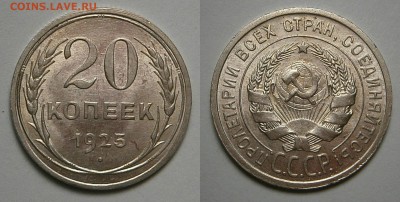 COINS.LAVE.RU
20
КОПЕЕК
1925
ПРОЛЕТАРИИ ВСЕХ СТРАН, СОЕДИНЯЙТЕСЬ!
С.С.С.Р.